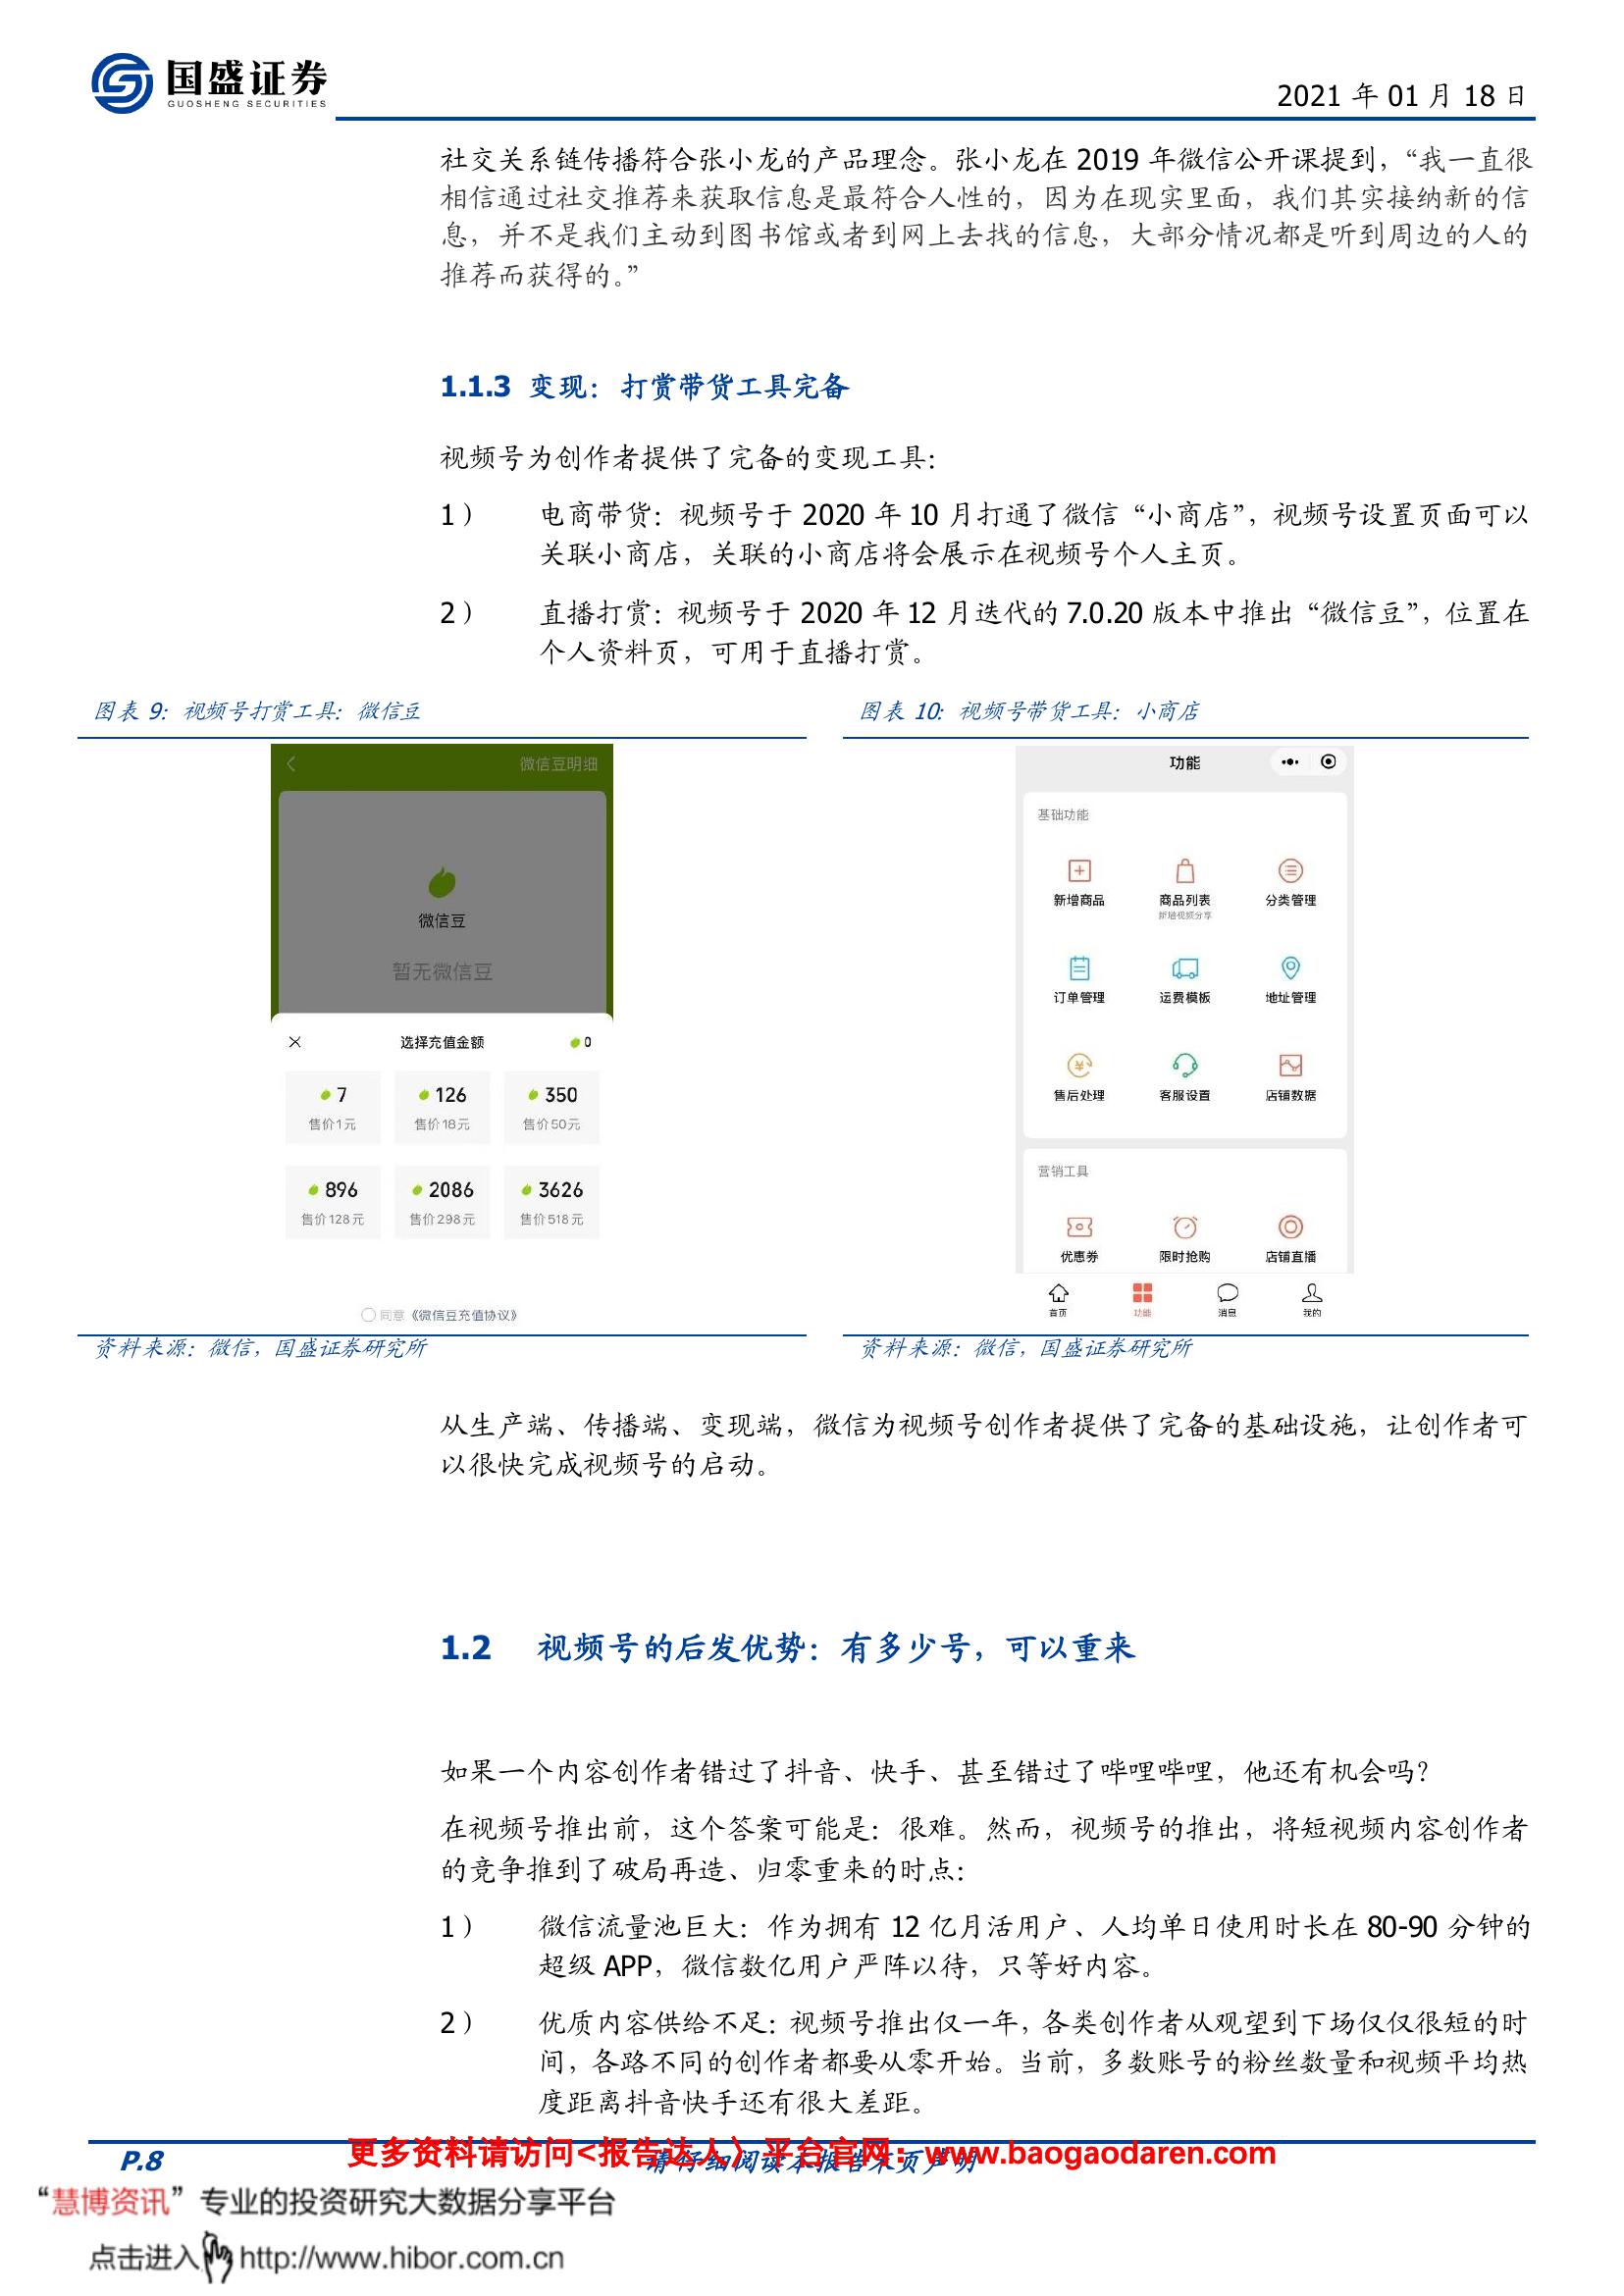 国盛证券
GUOSHENG SECURITIES
2021 年 01 月 18 日
社交关系链传播符合张小龙的产品理念。张小龙在 2019 年微信公开课提到，“我一直很
相信通过社交推荐来获取信息是最符合人性的，因为在现实里面，我们其实接纳新的信
息，并不是我们主动到图书馆或者到网上去找的信息，大部分情况都是听到周边的人的
推荐而获得的。”
1.1.3 变现：打赏带货工具完备
视频号为创作者提供了完备的变现工具：
1） 电商带货：视频号于 2020 年 10 月打通了微信“小商店”，视频号设置页面可以
关联小商店，关联的小商店将会展示在视频号个人主页。
2） 直播打赏：视频号于 2020 年 12 月迭代的 7.0.20 版本中推出“微信豆”，位置在
个人资料页，可用于直播打赏。
图表 9：视频号打赏工具：微信豆
微信豆明细
微信豆
暂无微信豆
选择充值金额 0
7 126 350
售价1元 售价18元 售价50元
896 2086 3626
售价128元 售价298元 售价518元
同意《微信豆充值协议》
资料来源：微信，国盛证券研究所
图表 10：视频号带货工具：小商店
功能
基础功能
新增商品 商品列表 分类管理
新增视频分享
订单管理 运费模板 地址管理
售后处理 客服设置 店铺数据
营销工具
优惠券 限时抢购 店铺直播
首页 功能 消息 我的
资料来源：微信，国盛证券研究所
从生产端、传播端、变现端，微信为视频号创作者提供了完备的基础设施，让创作者可
以很快完成视频号的启动。
1.2 视频号的后发优势：有多少号，可以重来
如果一个内容创作者错过了抖音、快手、甚至错过了哔哩哔哩，他还有机会吗？
在视频号推出前，这个答案可能是：很难。然而，视频号的推出，将短视频内容创作者
的竞争推到了破局再造、归零重来的时点：
1） 微信流量池巨大：作为拥有 12 亿月活用户、人均单日使用时长在 80-90 分钟的
超级 APP，微信数亿用户严阵以待，只等好内容。
2） 优质内容供给不足：视频号推出仅一年，各类创作者从观望到下场仅仅很短的时
间，各路不同的创作者都要从零开始。当前，多数账号的粉丝数量和视频平均热
度距离抖音快手还有很大差距。
P.8
请仔细阅读本报告末页声明
更多资料请访问<报告达人〉平台官网：www.baogaodaren.com
“慧博资讯”专业的投资研究大数据分享平台
点击进入 http://www.hibor.com.cn